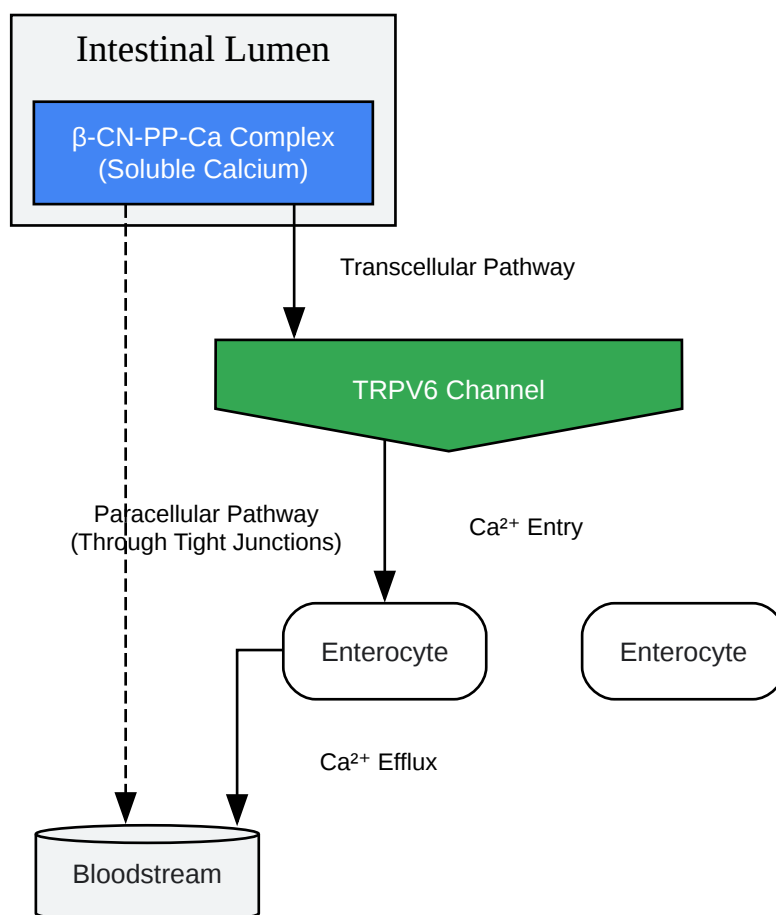 Intestinal Lumen
β-CN-PP-Ca Complex
(Soluble Calcium)
Transcellular Pathway
TRPV6 Channel
Paracellular Pathway
(Through Tight Junctions)
Ca²⁺ Entry
Enterocyte
Enterocyte
Ca²⁺ Efflux
Bloodstream